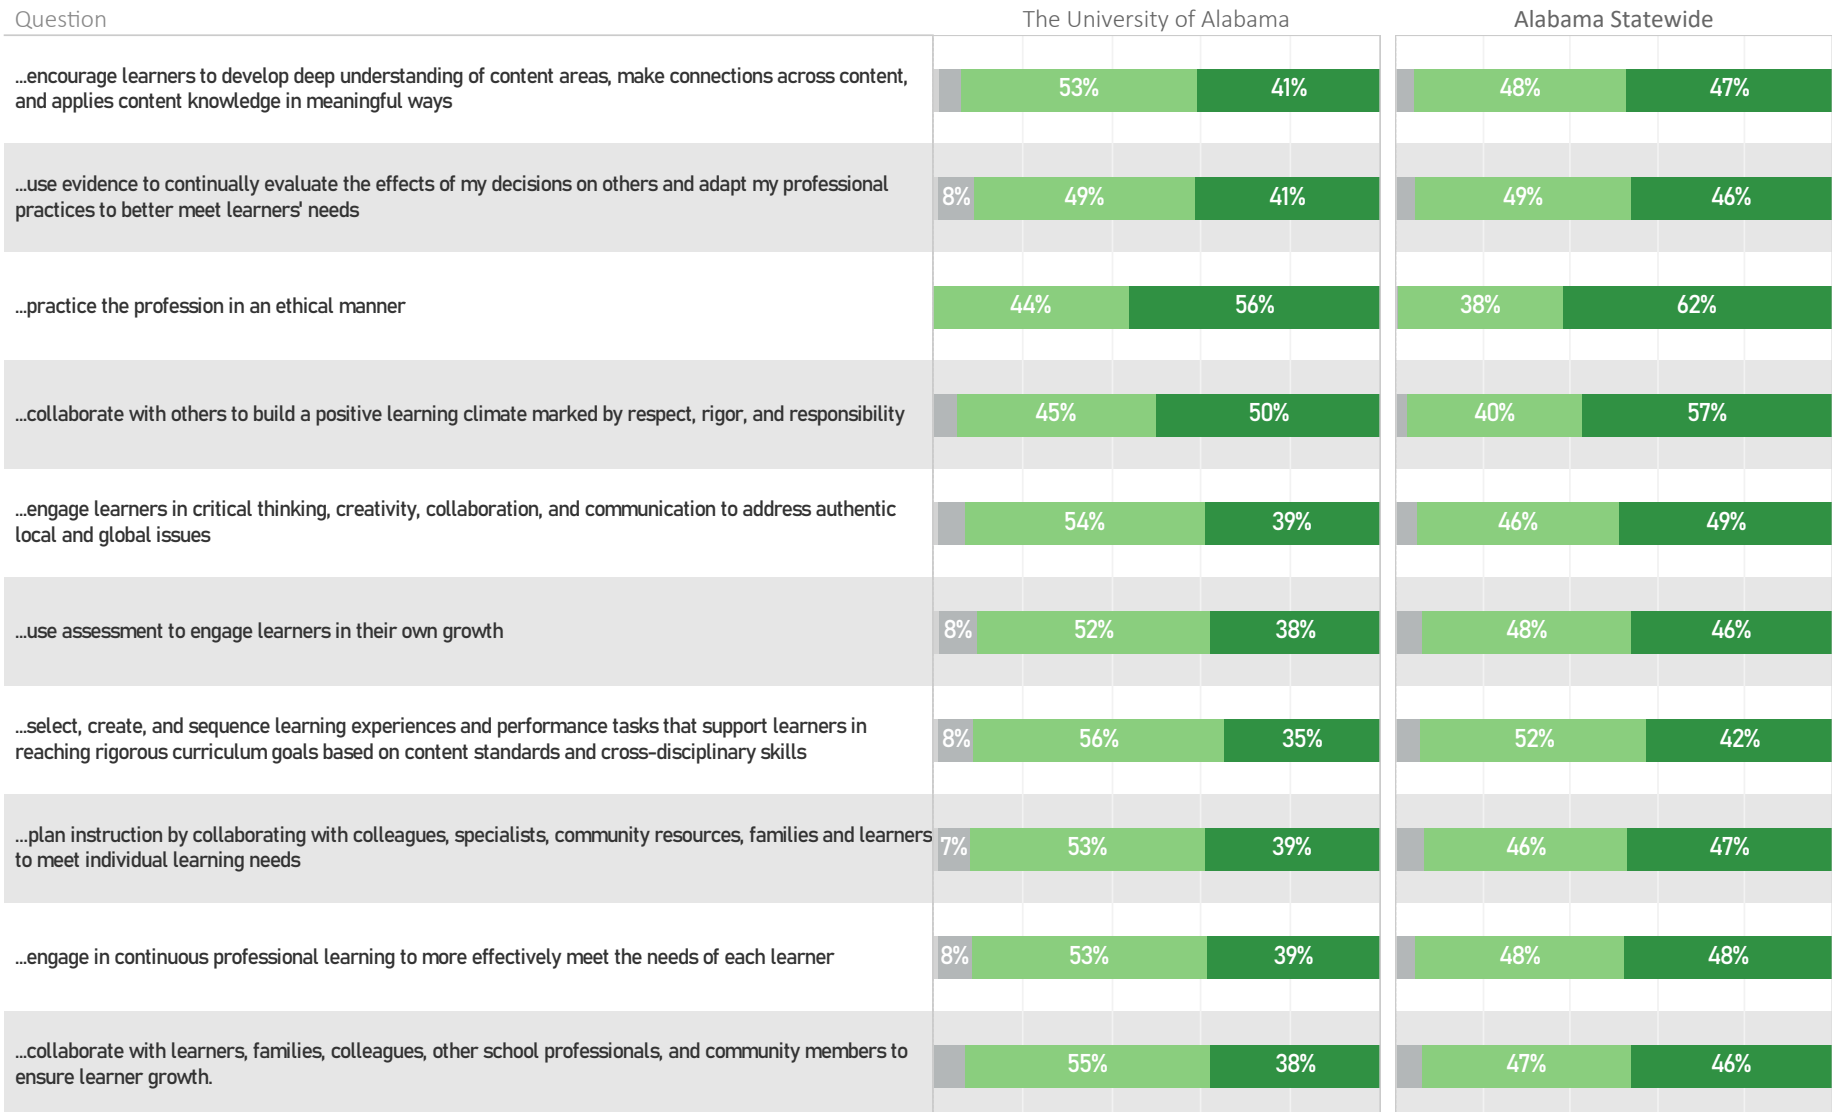 Question The University of Alabama Alabama Statewide
...encourage learners to develop deep understanding of content areas, make connections across content,
and applies content knowledge in meaningful ways
53% 41% 48% 47%
...use evidence to continually evaluate the effects of my decisions on others and adapt my professional
practices to better meet learners' needs
8% 49% 41% 49% 46%
...practice the profession in an ethical manner
44% 56% 38% 62%
...collaborate with others to build a positive learning climate marked by respect, rigor, and responsibility
45% 50% 40% 57%
...engage learners in critical thinking, creativity, collaboration, and communication to address authentic
local and global issues
54% 39% 46% 49%
...use assessment to engage learners in their own growth
8% 52% 38% 48% 46%
...select, create, and sequence learning experiences and performance tasks that support learners in
reaching rigorous curriculum goals based on content standards and cross-disciplinary skills
8% 56% 35% 52% 42%
...plan instruction by collaborating with colleagues, specialists, community resources, families and learners
to meet individual learning needs
7% 53% 39% 46% 47%
...engage in continuous professional learning to more effectively meet the needs of each learner
8% 53% 39% 48% 48%
...collaborate with learners, families, colleagues, other school professionals, and community members to
ensure learner growth.
55% 38% 47% 46%